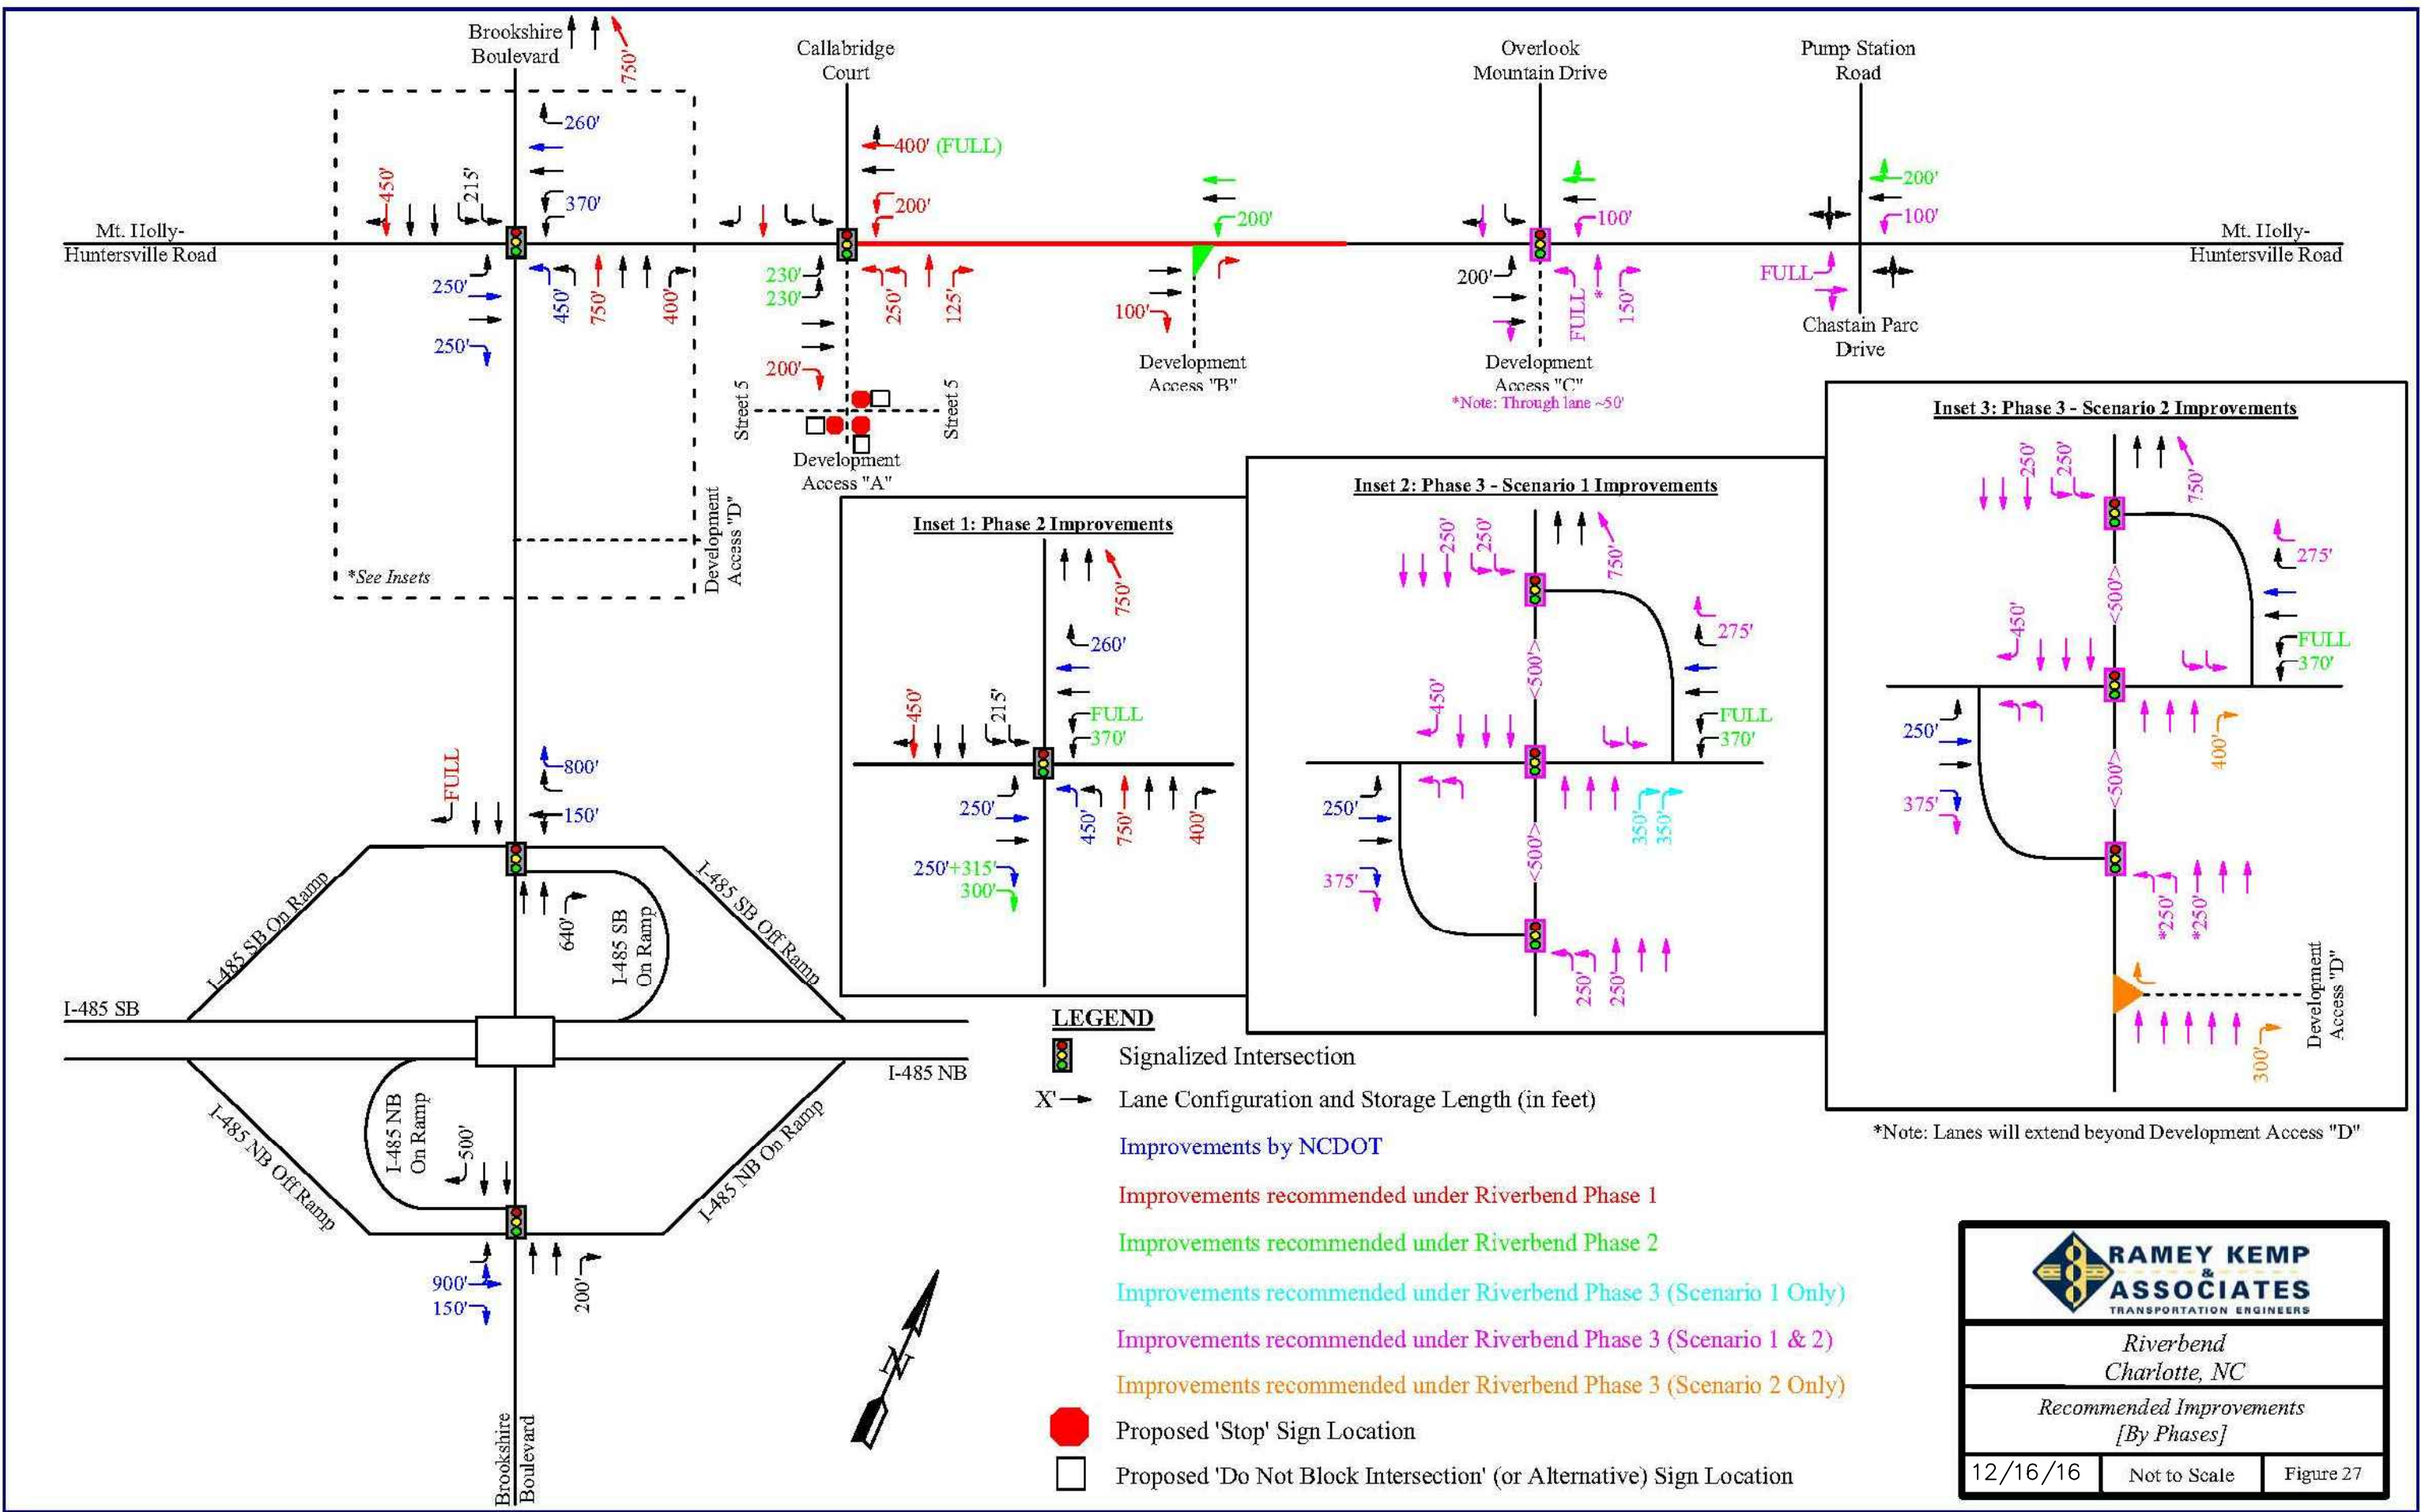 Brookshire
Boulevard
750'
Callabridge
Court
Overlook
Mountain Drive
Pump Station
Road
260'
400' (FULL)
450'
215'
370'
200'
200'
100'
200'
100'
Mt. Holly-
Huntersville Road
Mt. Holly-
Huntersville Road
250'
450'
750'
400'
250'
230'
230'
250'
125'
200'
100'
200'
FULL
*
150'
FULL
Chastain Parc
Drive
Development
Access "B"
Development
Access "C"
*Note: Through lane ~50'
Street 5
Street 5
Development
Access "A"
Development
Access "D"
*See Insets
Inset 1: Phase 2 Improvements
750'
260'
450'
215'
FULL
370'
250'
450'
750'
400'
250'+315'
300'
Inset 2: Phase 3 - Scenario 1 Improvements
250'
250'
750'
275'
<500'>
450'
FULL
370'
250'
350'
350'
<500'>
375'
250'
250'
Inset 3: Phase 3 - Scenario 2 Improvements
250'
250'
750'
275'
<500'>
450'
FULL
370'
250'
400'
<500'>
375'
*250'
*250'
Development
Access "D"
300'
*Note: Lanes will extend beyond Development Access "D"
FULL
800'
150'
640'
I-485 SB On Ramp
I-485 SB
On Ramp
I-485 SB Off Ramp
I-485 SB
I-485 NB
I-485 NB Off Ramp
I-485 NB
On Ramp
500'
I-485 NB On Ramp
900'
150'
200'
Brookshire
Boulevard
N
LEGEND
Signalized Intersection
X' Lane Configuration and Storage Length (in feet)
Improvements by NCDOT
Improvements recommended under Riverbend Phase 1
Improvements recommended under Riverbend Phase 2
Improvements recommended under Riverbend Phase 3 (Scenario 1 Only)
Improvements recommended under Riverbend Phase 3 (Scenario 1 & 2)
Improvements recommended under Riverbend Phase 3 (Scenario 2 Only)
Proposed 'Stop' Sign Location
Proposed 'Do Not Block Intersection' (or Alternative) Sign Location
RAMEY KEMP
&
ASSOCIATES
TRANSPORTATION ENGINEERS
Riverbend
Charlotte, NC
Recommended Improvements
[By Phases]
12/16/16
Not to Scale
Figure 27